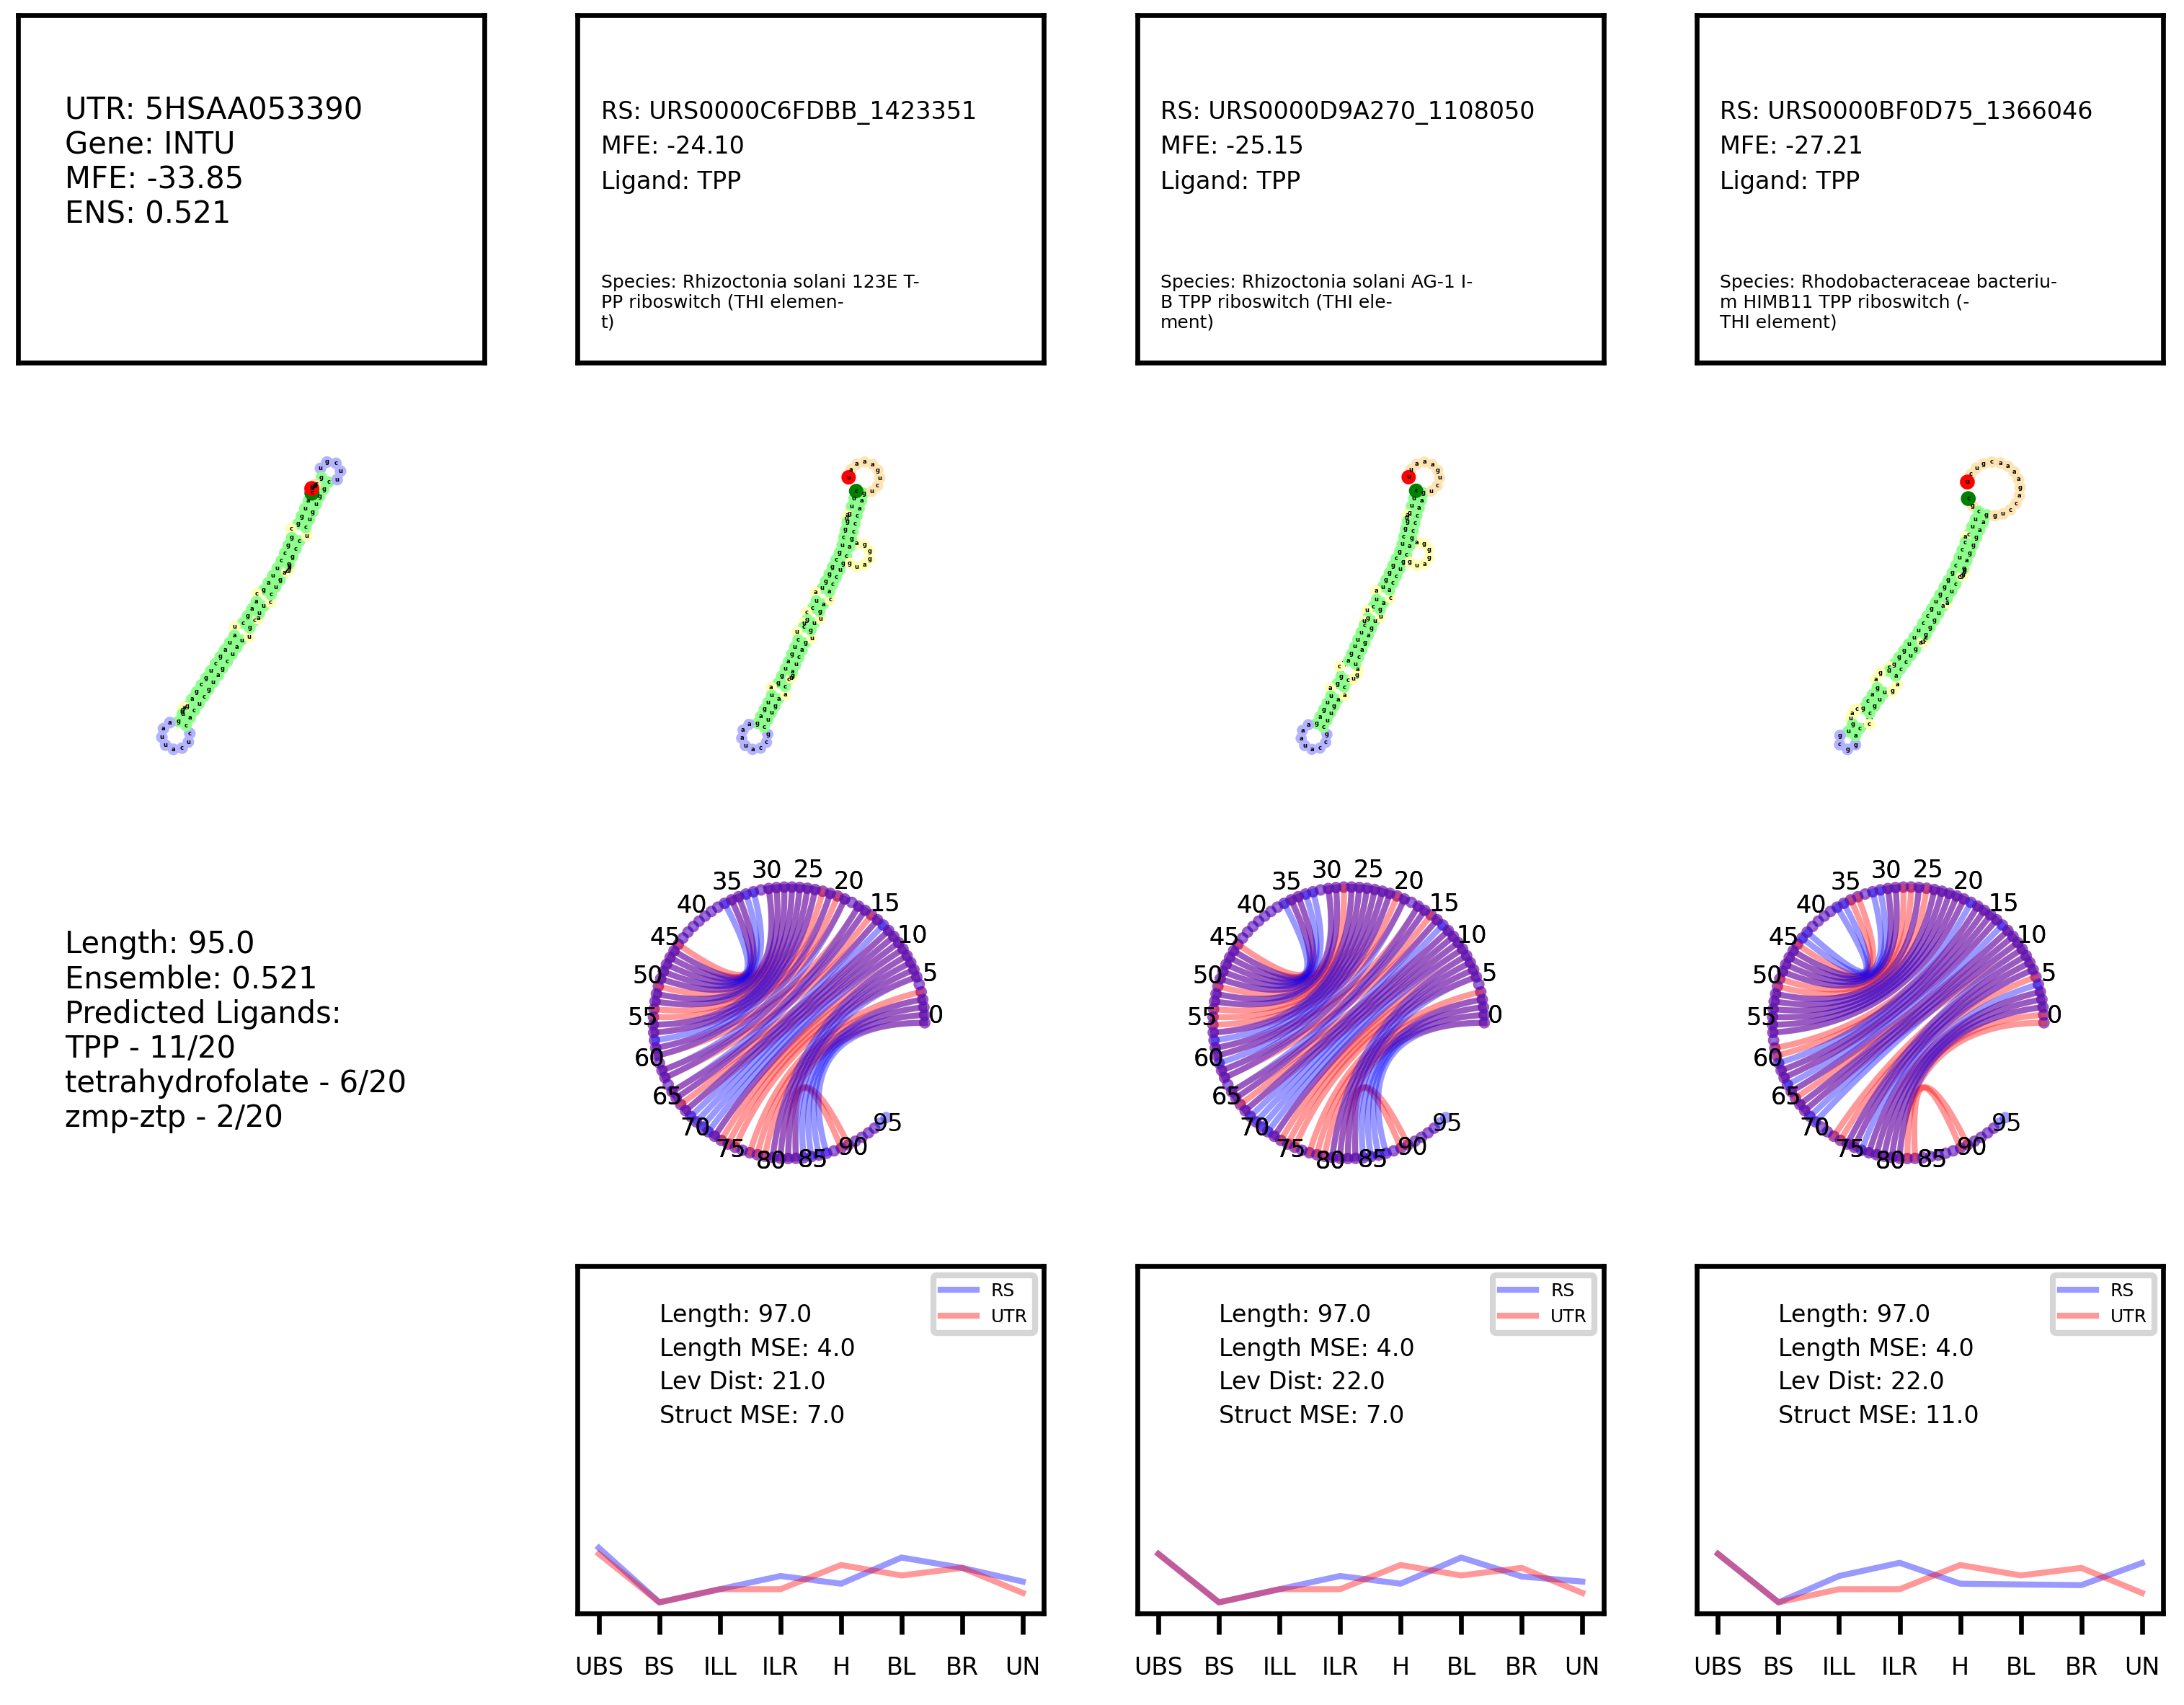 UTR: 5HSAA053390
Gene: INTU
MFE: -33.85
ENS: 0.521
RS: URS0000C6FDBB_1423351
MFE: -24.10
Ligand: TPP
Species: Rhizoctonia solani 123E T-
PP riboswitch (THI elemen-
t)
RS: URS0000D9A270_1108050
MFE: -25.15
Ligand: TPP
Species: Rhizoctonia solani AG-1 I-
B TPP riboswitch (THI ele-
ment)
RS: URS0000BF0D75_1366046
MFE: -27.21
Ligand: TPP
Species: Rhodobacteraceae bacteriu-
m HIMB11 TPP riboswitch (-
THI element)
Length: 95.0
Ensemble: 0.521
Predicted Ligands:
TPP - 11/20
tetrahydrofolate - 6/20
zmp-ztp - 2/20
0
5
10
15
20
25
30
35
40
45
50
55
60
65
70
75
80
85
90
95
0
5
10
15
20
25
30
35
40
45
50
55
60
65
70
75
80
85
90
95
0
5
10
15
20
25
30
35
40
45
50
55
60
65
70
75
80
85
90
95
RS
UTR
Length: 97.0
Length MSE: 4.0
Lev Dist: 21.0
Struct MSE: 7.0
UBS BS ILL ILR H BL BR UN
RS
UTR
Length: 97.0
Length MSE: 4.0
Lev Dist: 22.0
Struct MSE: 7.0
UBS BS ILL ILR H BL BR UN
RS
UTR
Length: 97.0
Length MSE: 4.0
Lev Dist: 22.0
Struct MSE: 11.0
UBS BS ILL ILR H BL BR UN